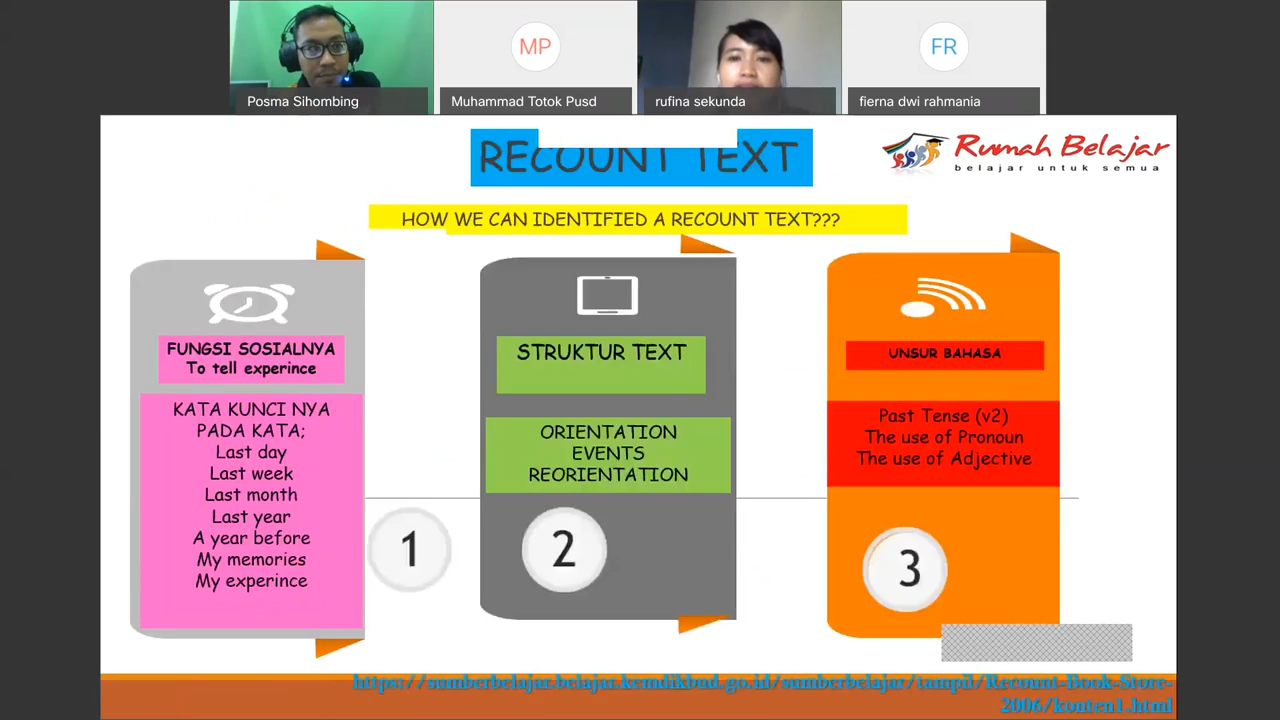 Posma Sihombing
MP
Muhammad Totok Pusd
rufina sekunda
FR
fierna dwi rahmania
RECOUNT TEXT
Rumah Belajar
belajar untuk semua
HOW WE CAN IDENTIFIED A RECOUNT TEXT???
FUNGSI SOSIALNYA
To tell experince
KATA KUNCI NYA
PADA KATA;
Last day
Last week
Last month
Last year
A year before
My memories
My experince
1
STRUKTUR TEXT
ORIENTATION
EVENTS
REORIENTATION
2
UNSUR BAHASA
Past Tense (v2)
The use of Pronoun
The use of Adjective
3
https://sumberbelajar.belajar.kemdikbud.go.id/sumberbelajar/tampil/Recount-Book-Store-
2006/konten1.html